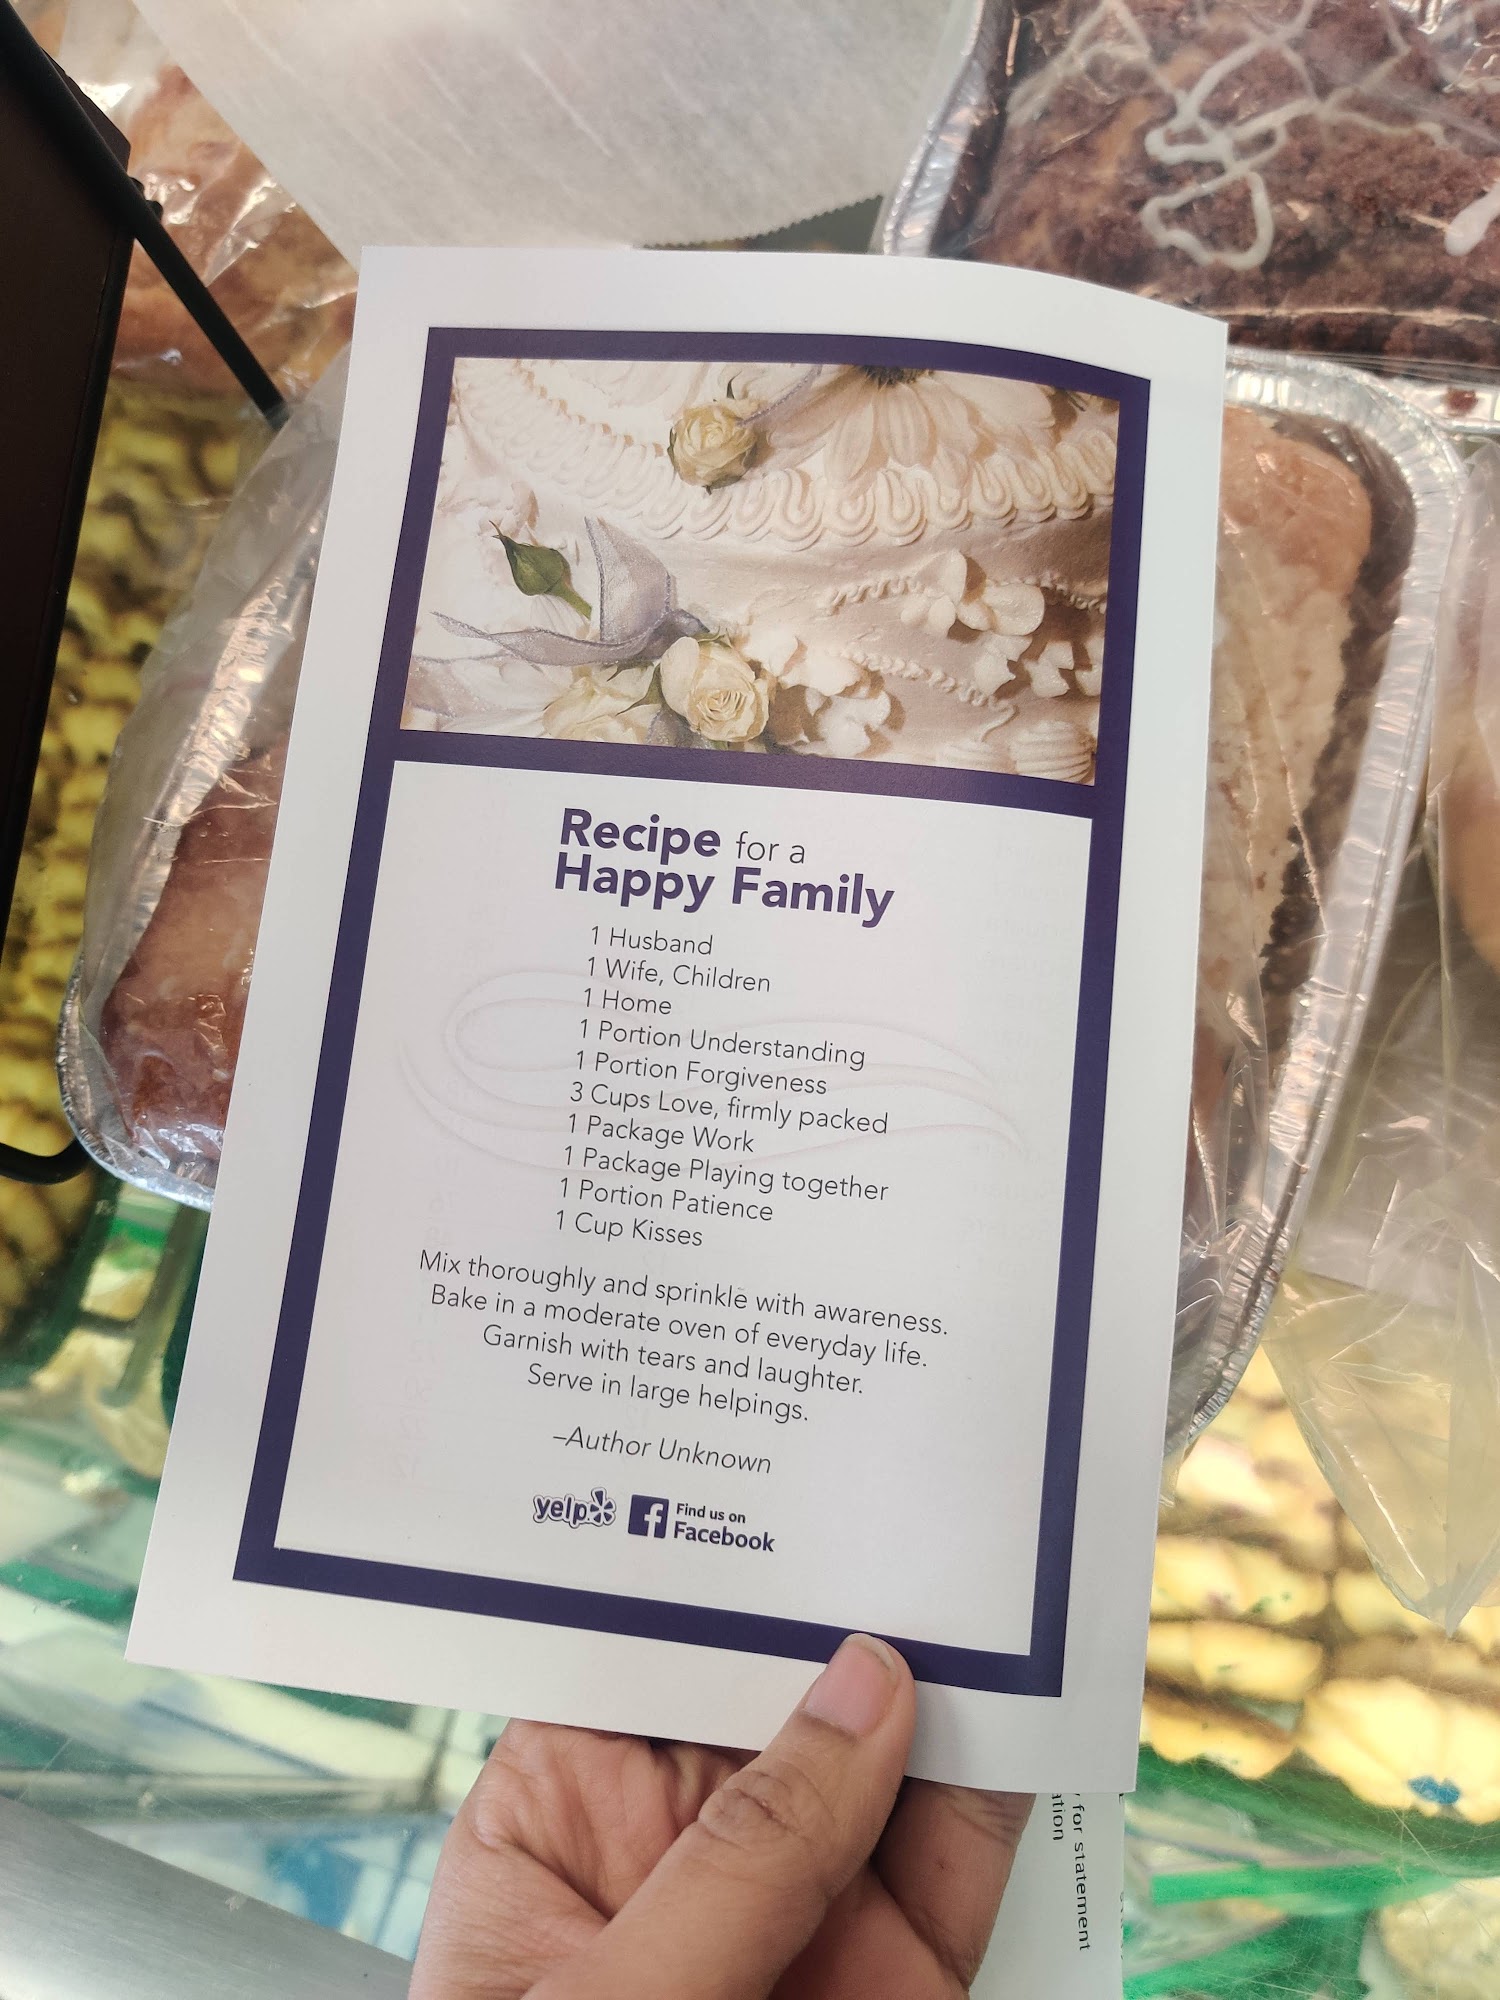 Recipe for a
Happy Family
1 Husband
1 Wife, Children
1 Home
1 Portion Understanding
1 Portion Forgiveness
3 Cups Love, firmly packed
1 Package Work
1 Package Playing together
1 Portion Patience
1 Cup Kisses
Mix thoroughly and sprinkle with awareness.
Bake in a moderate oven of everyday life.
Garnish with tears and laughter.
Serve in large helpings.
–Author Unknown
yelp
f
Find us on
Facebook
for statement